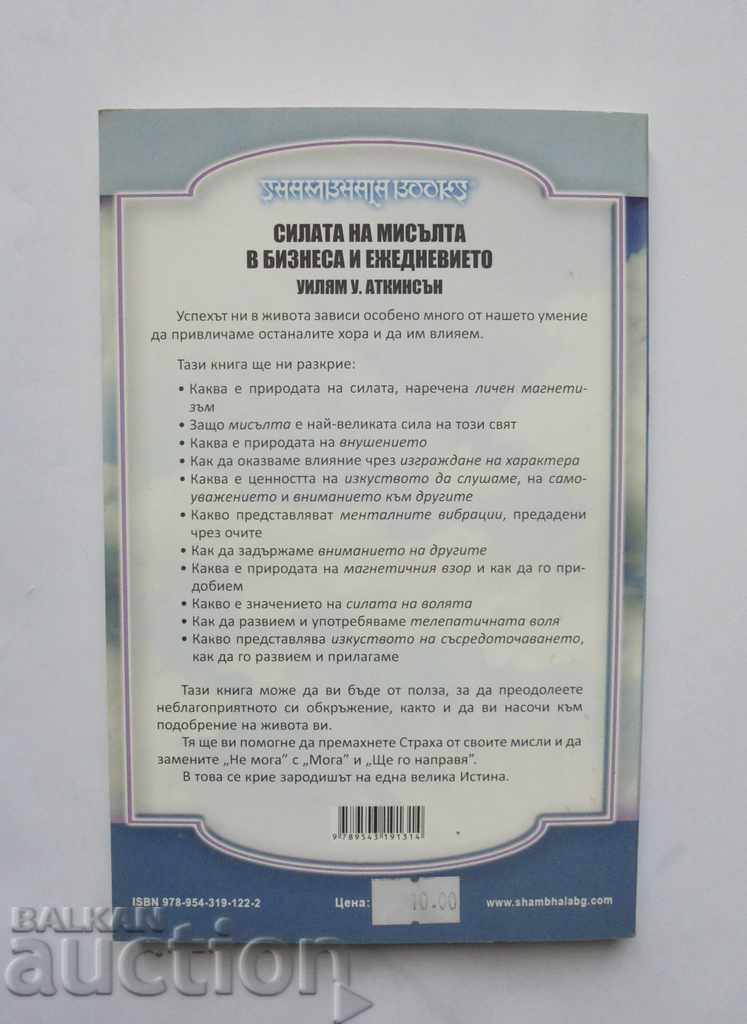 SHAMBHALA BOOKS
СИЛАТА НА МИСЪЛТА
В БИЗНЕСА И ЕЖЕДНЕВИЕТО
УИЛЯМ У. АТКИНСЪН
Успехът ни в живота зависи особено много от нашето умение
да привличаме останалите хора и да им влияем.
Тази книга ще ни разкрие:
• Каква е природата на силата, наречена личен магнети-
зъм
• Защо мисълта е най-великата сила на този свят
• Каква е природата на внушението
• Как да оказваме влияние чрез изграждане на характера
• Каква е ценността на изкуството да слушаме, на само-
уважението и вниманието към другите
• Какво представляват менталните вибрации, предадени
чрез очите
• Как да задържаме вниманието на другите
• Каква е природата на магнетичния взор и как да го при-
добием
• Какво е значението на силата на волята
• Как да развием и употребяваме телепатичната воля
• Какво представлява изкуството на съсредоточаването,
как да го развием и прилагаме
Тази книга може да ви бъде от полза, за да преодолеете
неблагоприятното си обкръжение, както и да ви насочи към
подобрение на живота ви.
Тя ще ви помогне да премахнете Страха от своите мисли и да
замените „Не мога" с „Мога" и „Ще го направя".
В това се крие зародишът на една велика Истина.
9 789543 191314
ISBN 978-954-319-122-2 Цена: 10.00 www.shambhalabg.com
BALKAN
auction